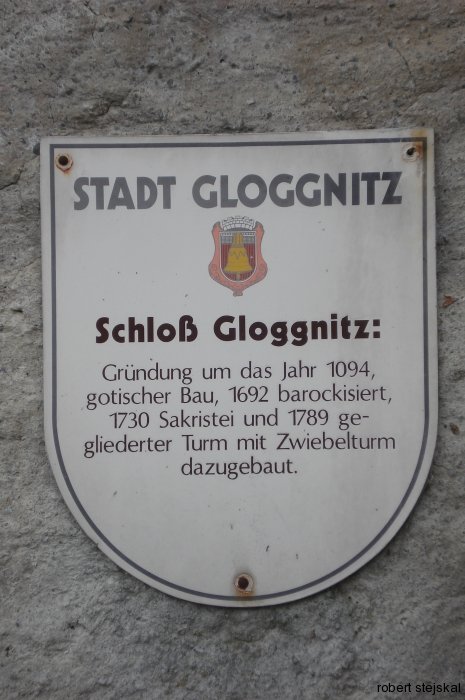 STADT GLOGGNITZ
Schloß Gloggnitz:
Gründung um das Jahr 1094,
gotischer Bau, 1692 barockisiert,
1730 Sakristei und 1789 ge-
gliederter Turm mit Zwiebelturm
dazugebaut.
robert stejskal